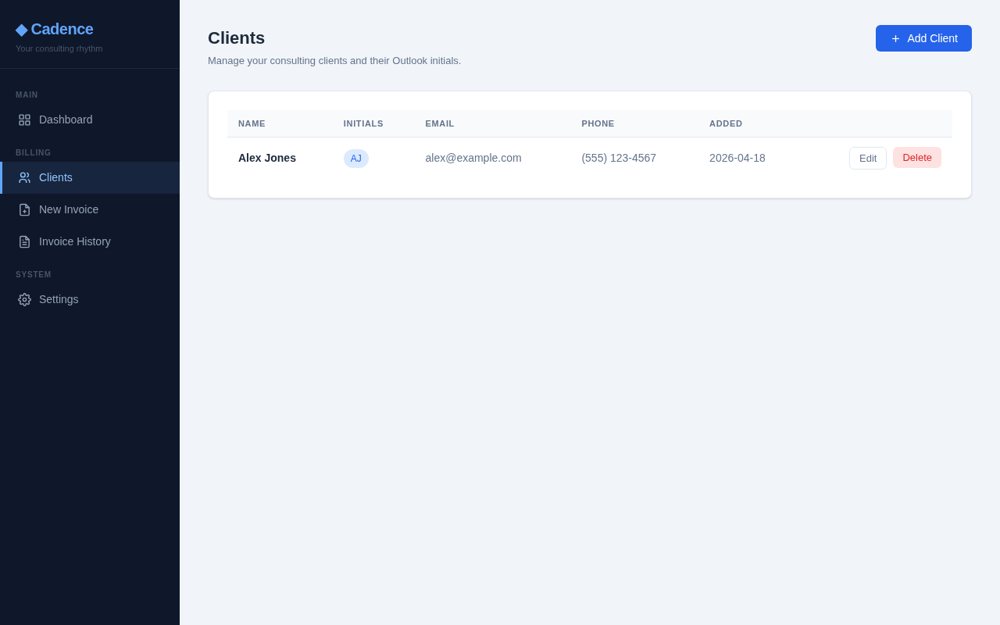 ◆ Cadence
Your consulting rhythm
MAIN
Dashboard
BILLING
Clients
New Invoice
Invoice History
SYSTEM
Settings
Clients
Manage your consulting clients and their Outlook initials.
+ Add Client
NAME INITIALS EMAIL PHONE ADDED
Alex Jones AJ alex@example.com (555) 123-4567 2026-04-18 Edit Delete